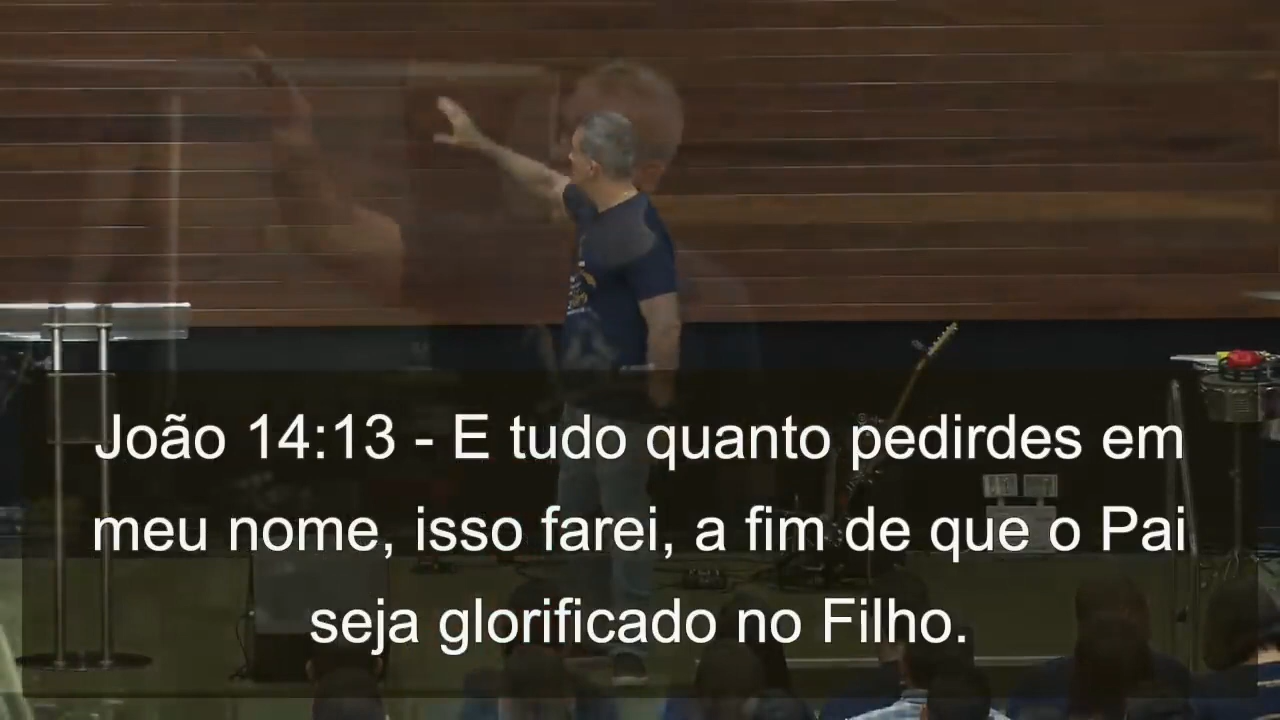 João 14:13 - E tudo quanto pedirdes em
meu nome, isso farei, a fim de que o Pai
seja glorificado no Filho.